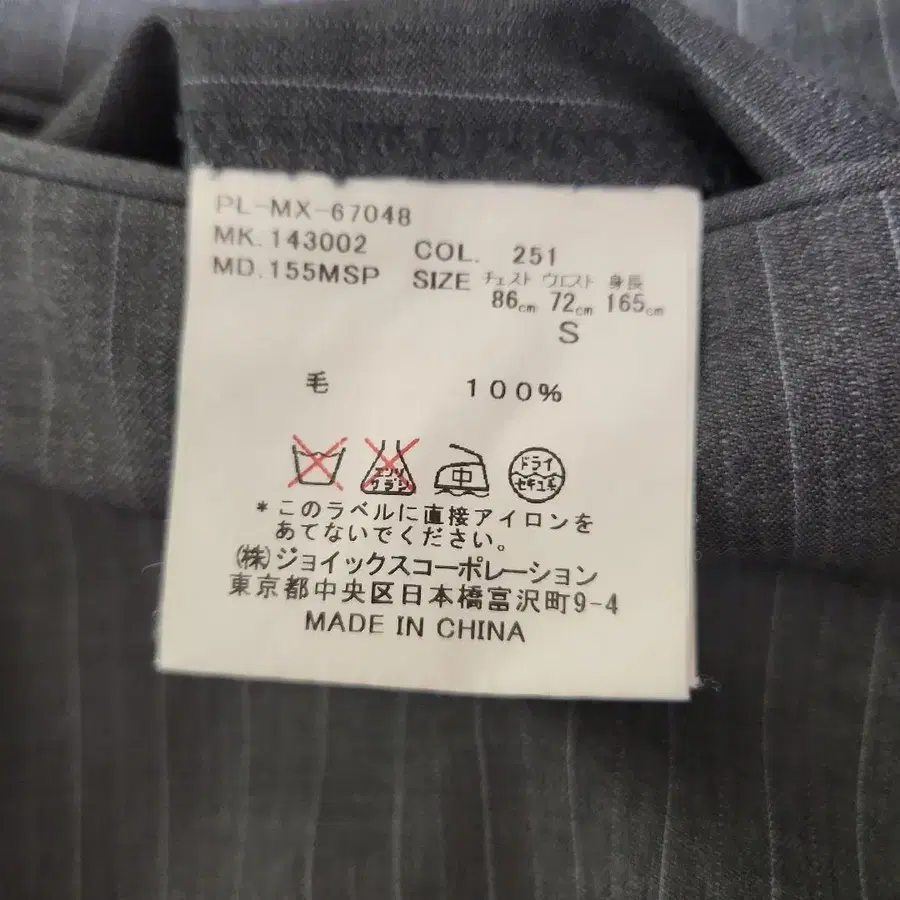 PL-MX-67048
MK.143002 COL. 251
MD.155MSP SIZE チェスト ウエスト 身長
86cm 72cm 165cm
S
毛 100%
エンソ サラシ 中 ドライ セキュ系
*このラベルに直接アイロンを
あてないでください。
(株)ジョイックスコーポレーション
東京都中央区日本橋富沢町9-4
MADE IN CHINA